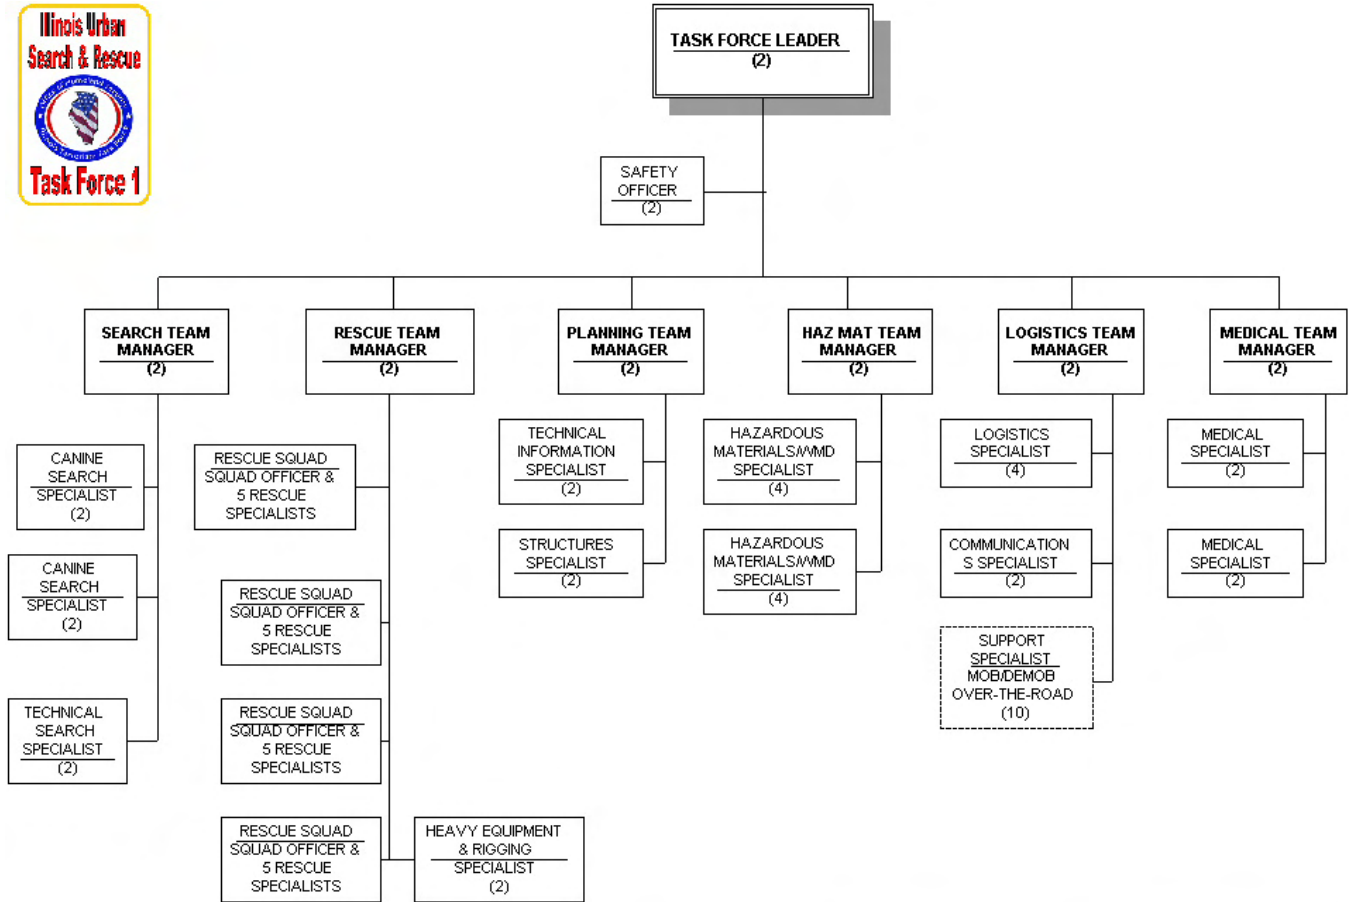 Illinois Urban
Search & Rescue
Task Force 1
TASK FORCE LEADER
(2)
SAFETY
OFFICER
(2)
SEARCH TEAM
MANAGER
(2)
RESCUE TEAM
MANAGER
(2)
PLANNING TEAM
MANAGER
(2)
HAZ MAT TEAM
MANAGER
(2)
LOGISTICS TEAM
MANAGER
(2)
MEDICAL TEAM
MANAGER
(2)
CANINE
SEARCH
SPECIALIST
(2)
CANINE
SEARCH
SPECIALIST
(2)
TECHNICAL
SEARCH
SPECIALIST
(2)
RESCUE SQUAD
SQUAD OFFICER &
5 RESCUE
SPECIALISTS
RESCUE SQUAD
SQUAD OFFICER &
5 RESCUE
SPECIALISTS
RESCUE SQUAD
SQUAD OFFICER &
5 RESCUE
SPECIALISTS
RESCUE SQUAD
SQUAD OFFICER &
5 RESCUE
SPECIALISTS
HEAVY EQUIPMENT
& RIGGING
SPECIALIST
(2)
TECHNICAL
INFORMATION
SPECIALIST
(2)
STRUCTURES
SPECIALIST
(2)
HAZARDOUS
MATERIALS/WMD
SPECIALIST
(4)
HAZARDOUS
MATERIALS/WMD
SPECIALIST
(4)
LOGISTICS
SPECIALIST
(4)
COMMUNICATION
S SPECIALIST
(2)
SUPPORT
SPECIALIST
MOB/DEMOB
OVER-THE-ROAD
(10)
MEDICAL
SPECIALIST
(2)
MEDICAL
SPECIALIST
(2)